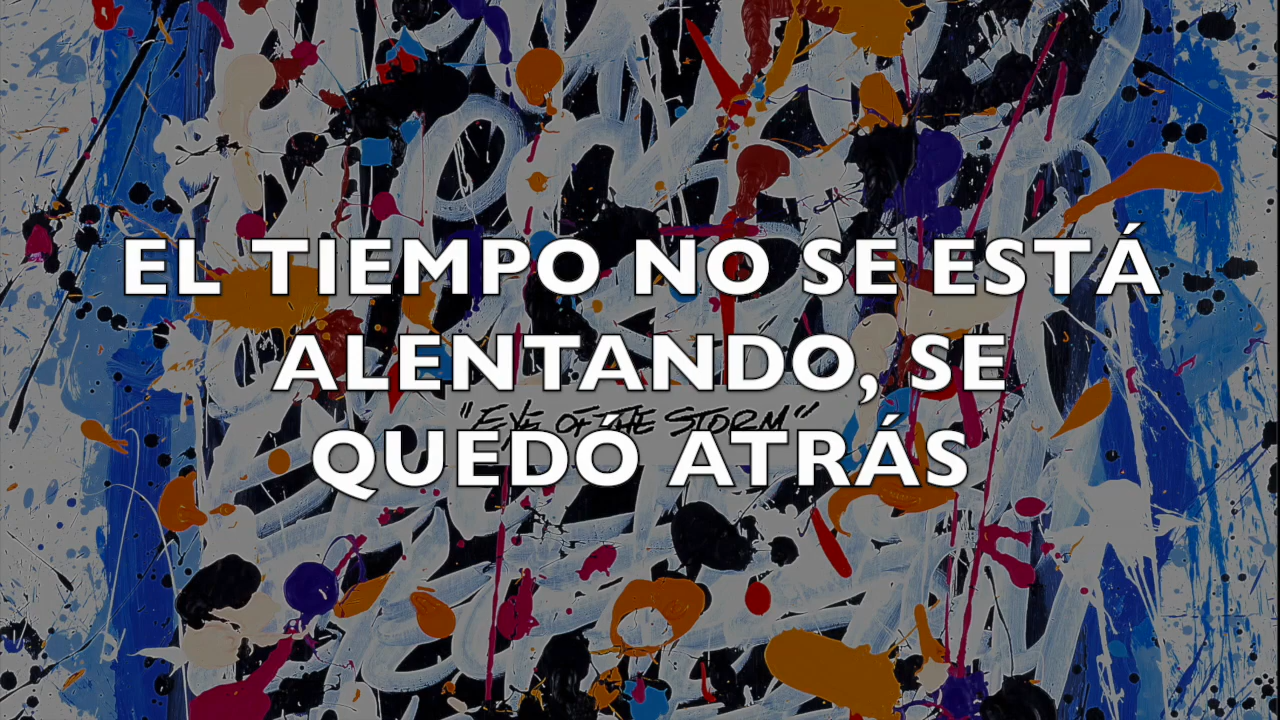 EL TIEMPO NO SE ESTÁ
ALENTANDO, SE
"EYE OF THE STORM"
QUEDÓ ATRÁS